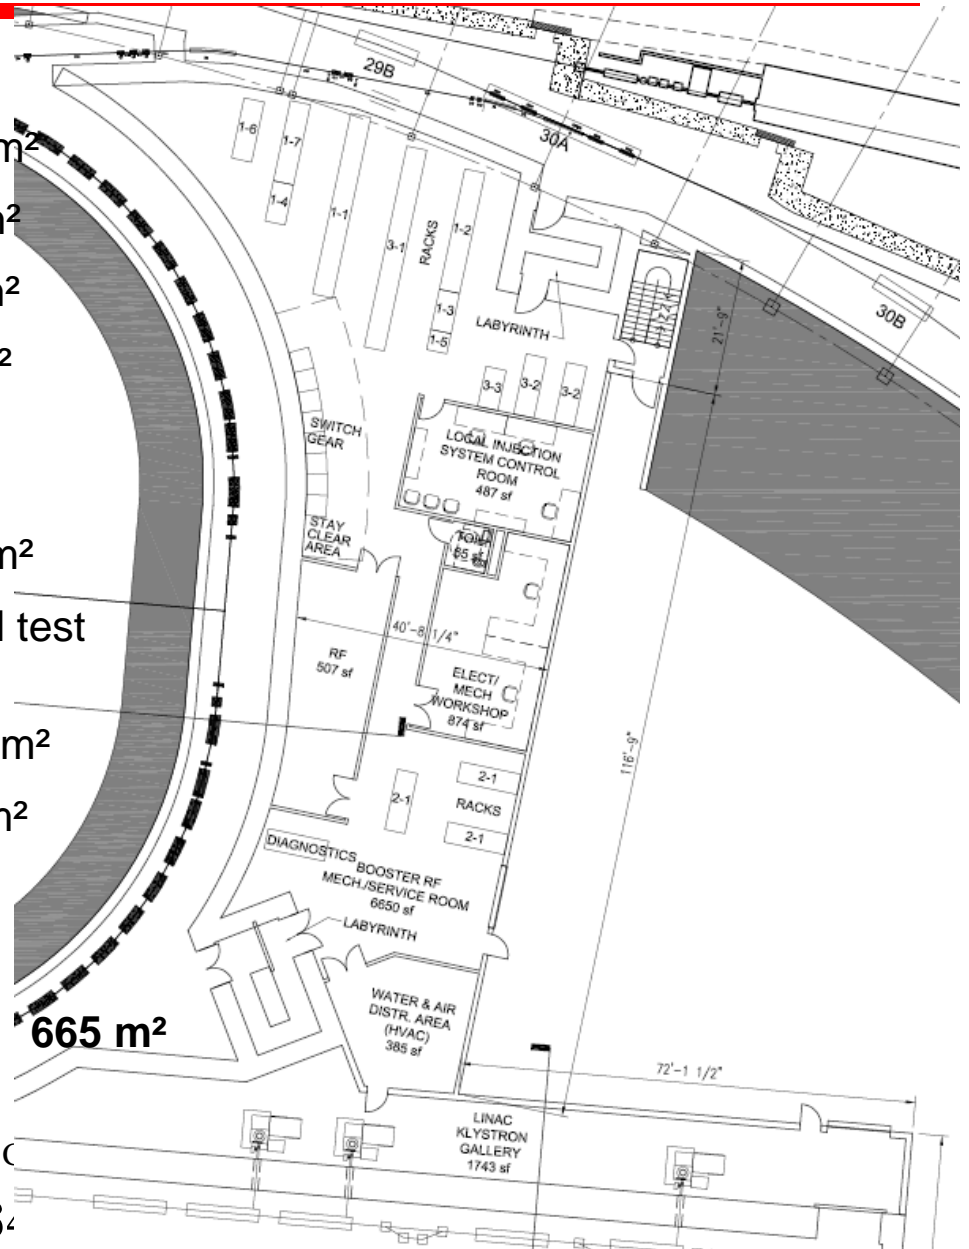 29B
30A
1-6
1-7
m²
1-4
1-1
3-1
RACKS
1-2
m²
30B
1-3
LABYRINTH
1-5
21'-9"
3-3
3-2
3-2
SWITCH
GEAR
LOCAL INJECTION
SYSTEM CONTROL
ROOM
487 sf
STAY
CLEAR
AREA
m²
test
40'-8 1/4"
RF
507 sf
ELECT/
MECH
WORKSHOP
874 sf
m²
116'-9"
2-1
2-1
RACKS
2-1
m²
DIAGNOSTICS
BOOSTER RF
MECH./SERVICE ROOM
6650 sf
LABYRINTH
WATER & AIR
DISTR. AREA
(HVAC)
385 sf
665 m²
72'-1 1/2"
LINAC
KLYSTRON
GALLERY
1743 sf